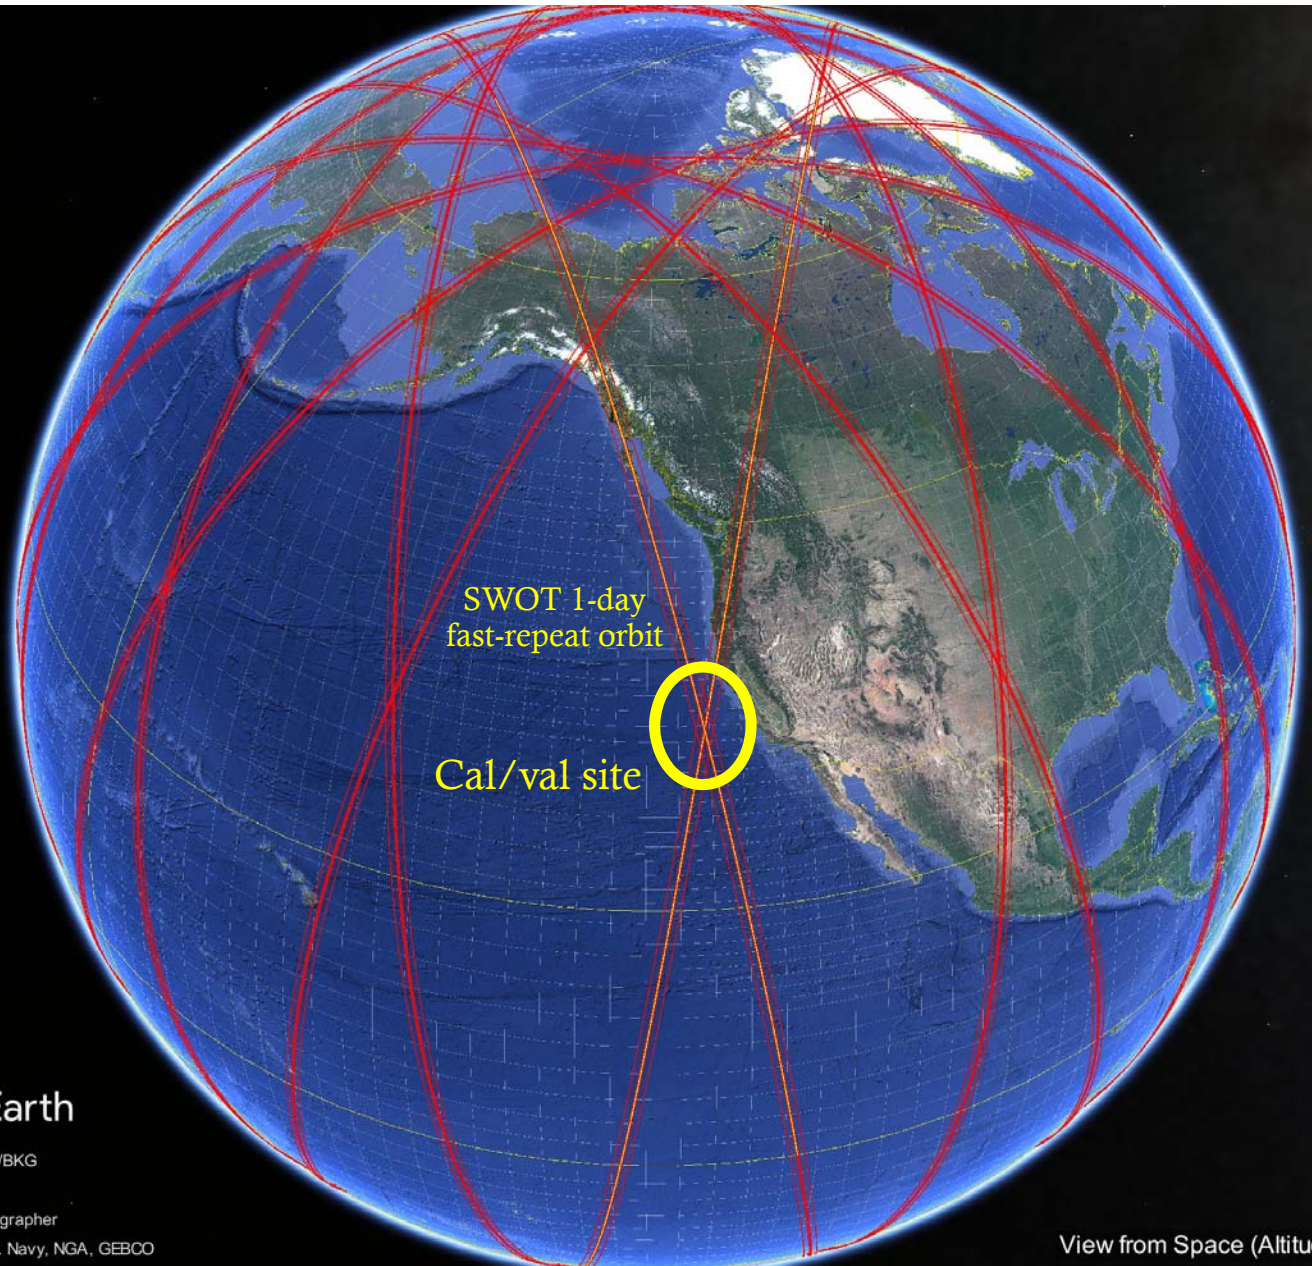 SWOT 1-day
fast-repeat orbit
Cal/val site
Earth
/BKG
grapher
. Navy, NGA, GEBCO
View from Space (Altitu